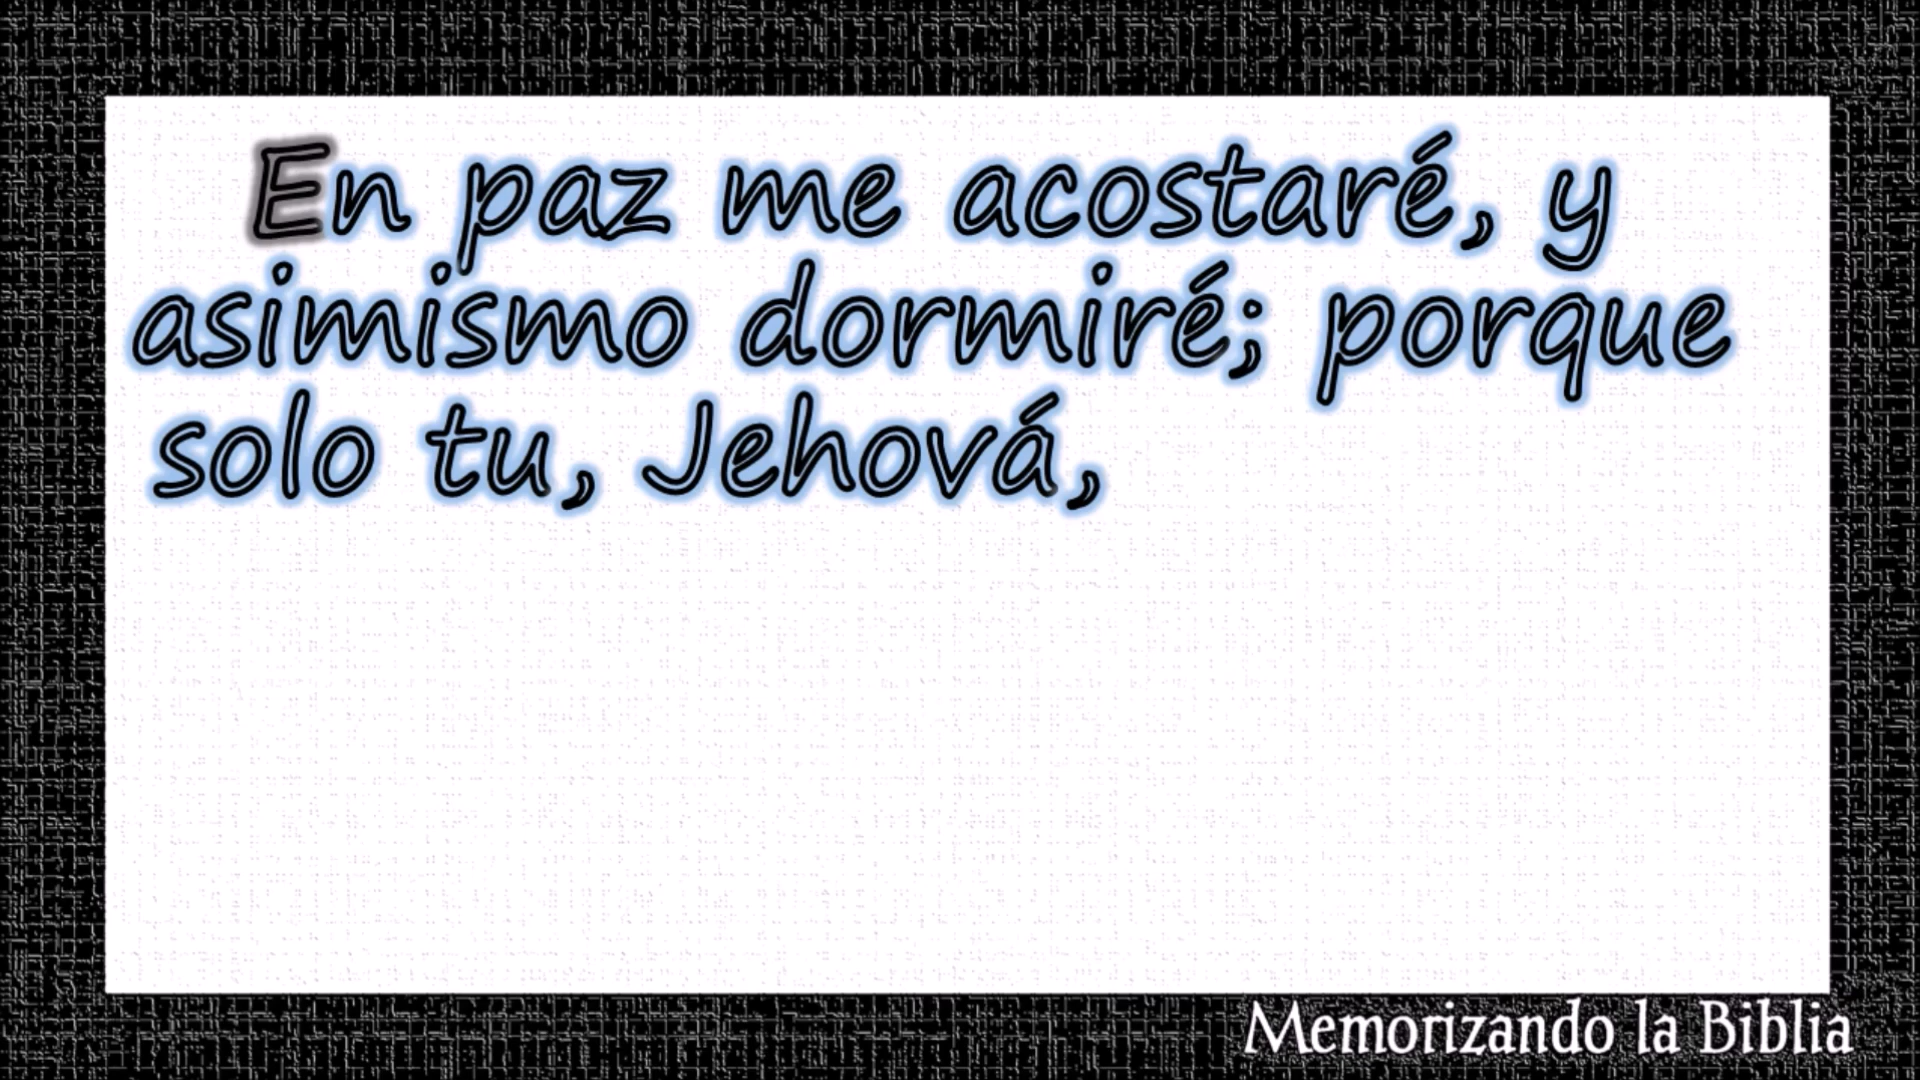 En paz me acostaré, y
asimismo dormiré; porque
solo tu, Jehová,
Memorizando la Biblia